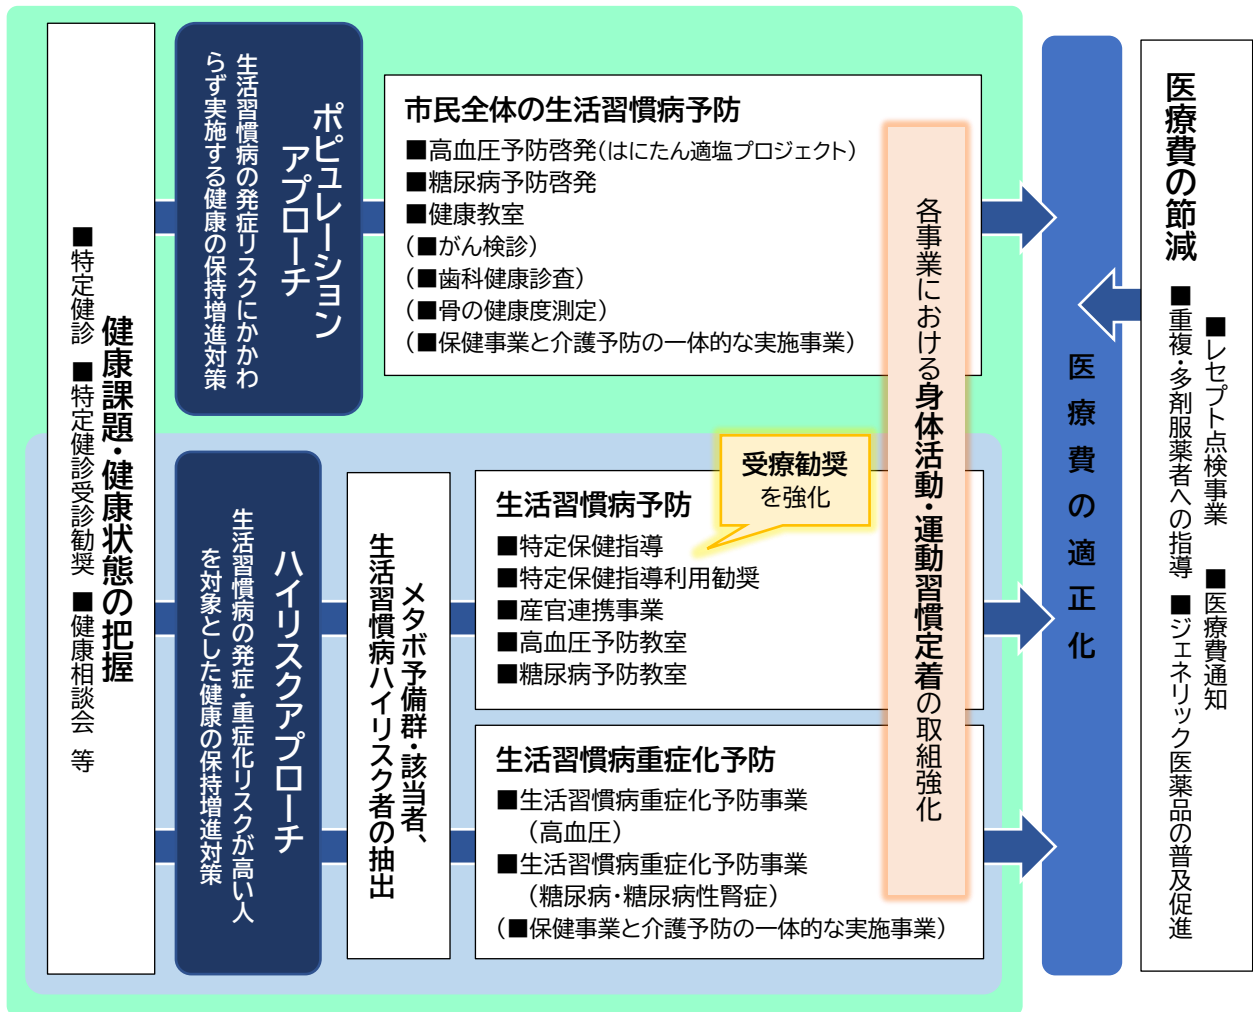 健康課題・健康状態の把握
■特定健診 ■特定健診受診勧奨 ■健康相談会 等
ポピュレーション
アプローチ
生活習慣病の発症リスクにかかわ
らず実施する健康の保持増進対策
市民全体の生活習慣病予防
■高血圧予防啓発(はにたん適塩プロジェクト)
■糖尿病予防啓発
■健康教室
(■がん検診)
(■歯科健康診査)
(■骨の健康度測定)
(■保健事業と介護予防の一体的な実施事業)
ハイリスクアプローチ
生活習慣病の発症・重症化リスクが高い人
を対象とした健康の保持増進対策
メタボ予備群・該当者、
生活習慣病ハイリスク者の抽出
生活習慣病予防
■特定保健指導
■特定保健指導利用勧奨
■産官連携事業
■高血圧予防教室
■糖尿病予防教室
受療勧奨
を強化
生活習慣病重症化予防
■生活習慣病重症化予防事業
(高血圧)
■生活習慣病重症化予防事業
(糖尿病・糖尿病性腎症)
(■保健事業と介護予防の一体的な実施事業)
各事業における身体活動・運動習慣定着の取組強化
医療費の適正化
医療費の節減
■レセプト点検事業 ■医療費通知
■重複・多剤服薬者への指導 ■ジェネリック医薬品の普及促進